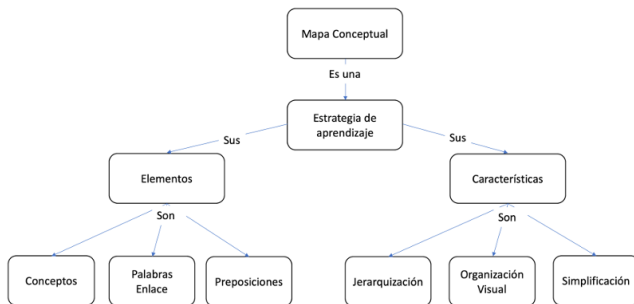 Mapa Conceptual
Es una
Estrategia de
aprendizaje
Sus
Sus
Elementos
Características
Son
Son
Conceptos
Palabras
Enlace
Preposiciones
Jerarquización
Organización
Visual
Simplificación